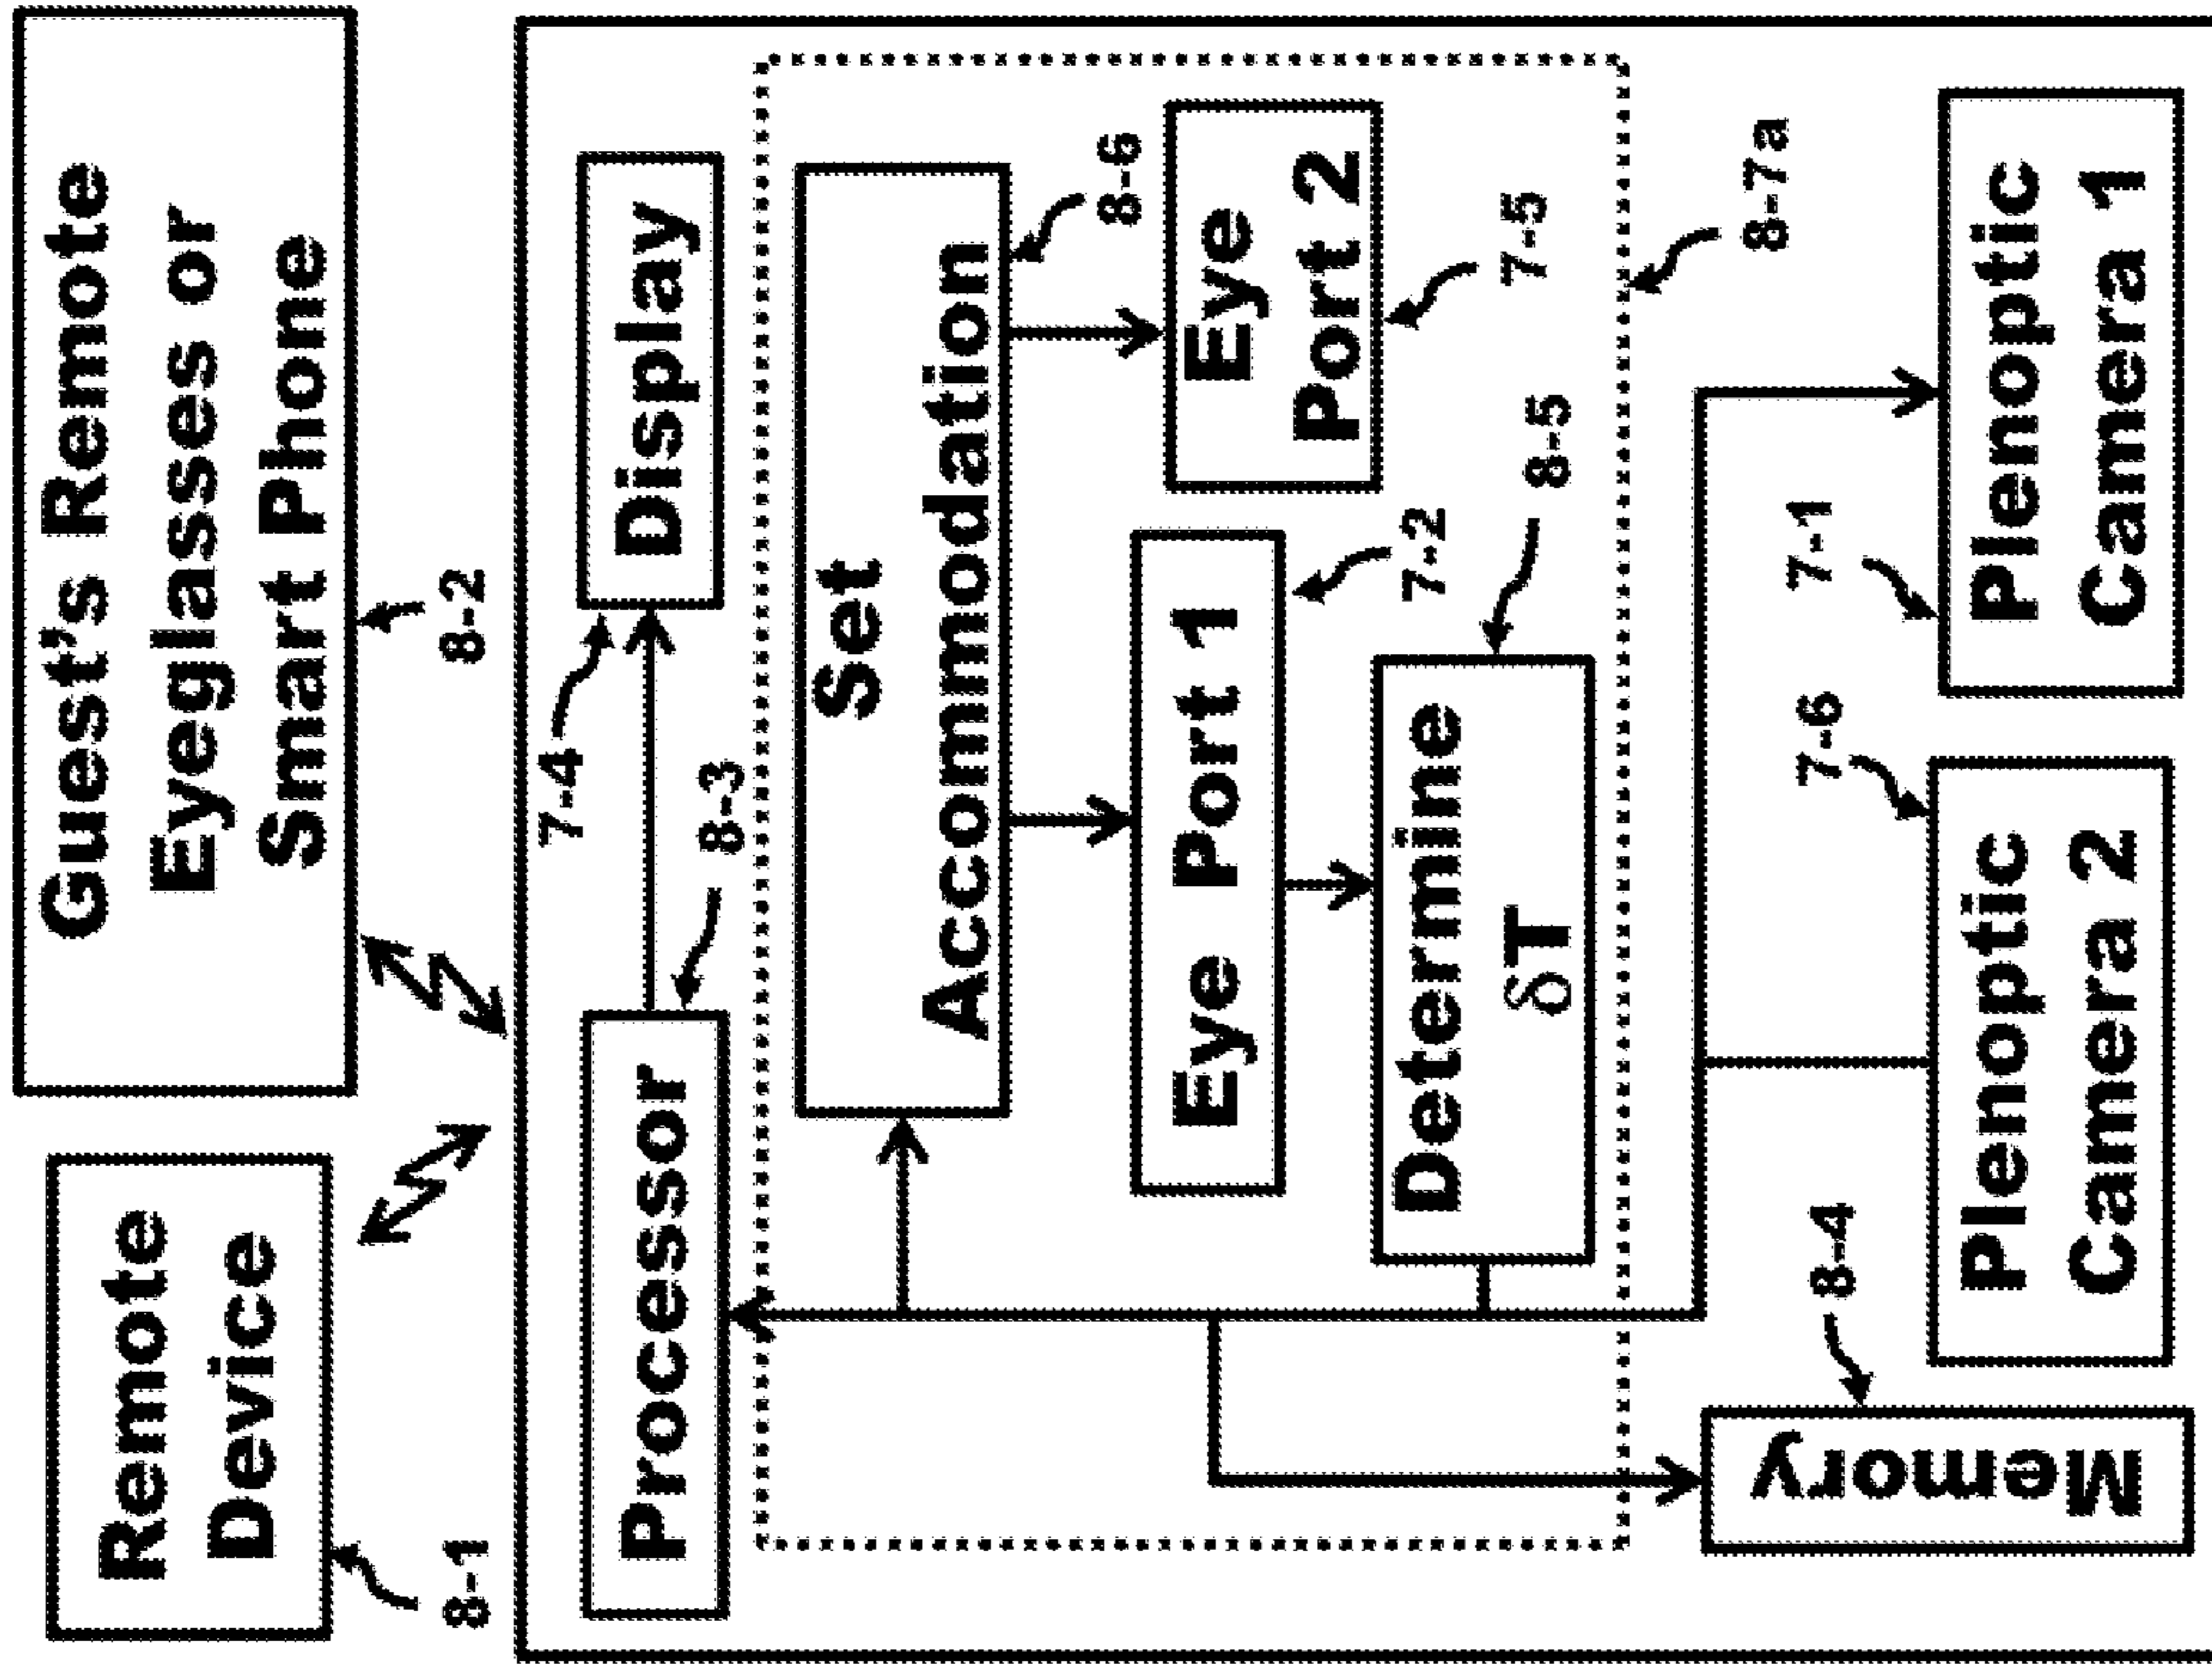 Remote
Device
Guest's Remote
Eyeglasses or
Smart Phone
8-1
8-2
7-4
Processor
Display
8-3
Set
Accommodation
8-6
Eye Port 1
Eye
Port 2
7-2
7-5
Determine
δT
8-5
8-7a
8-4
7-6
7-1
Memory
Plenoptic
Camera 2
Plenoptic
Camera 1